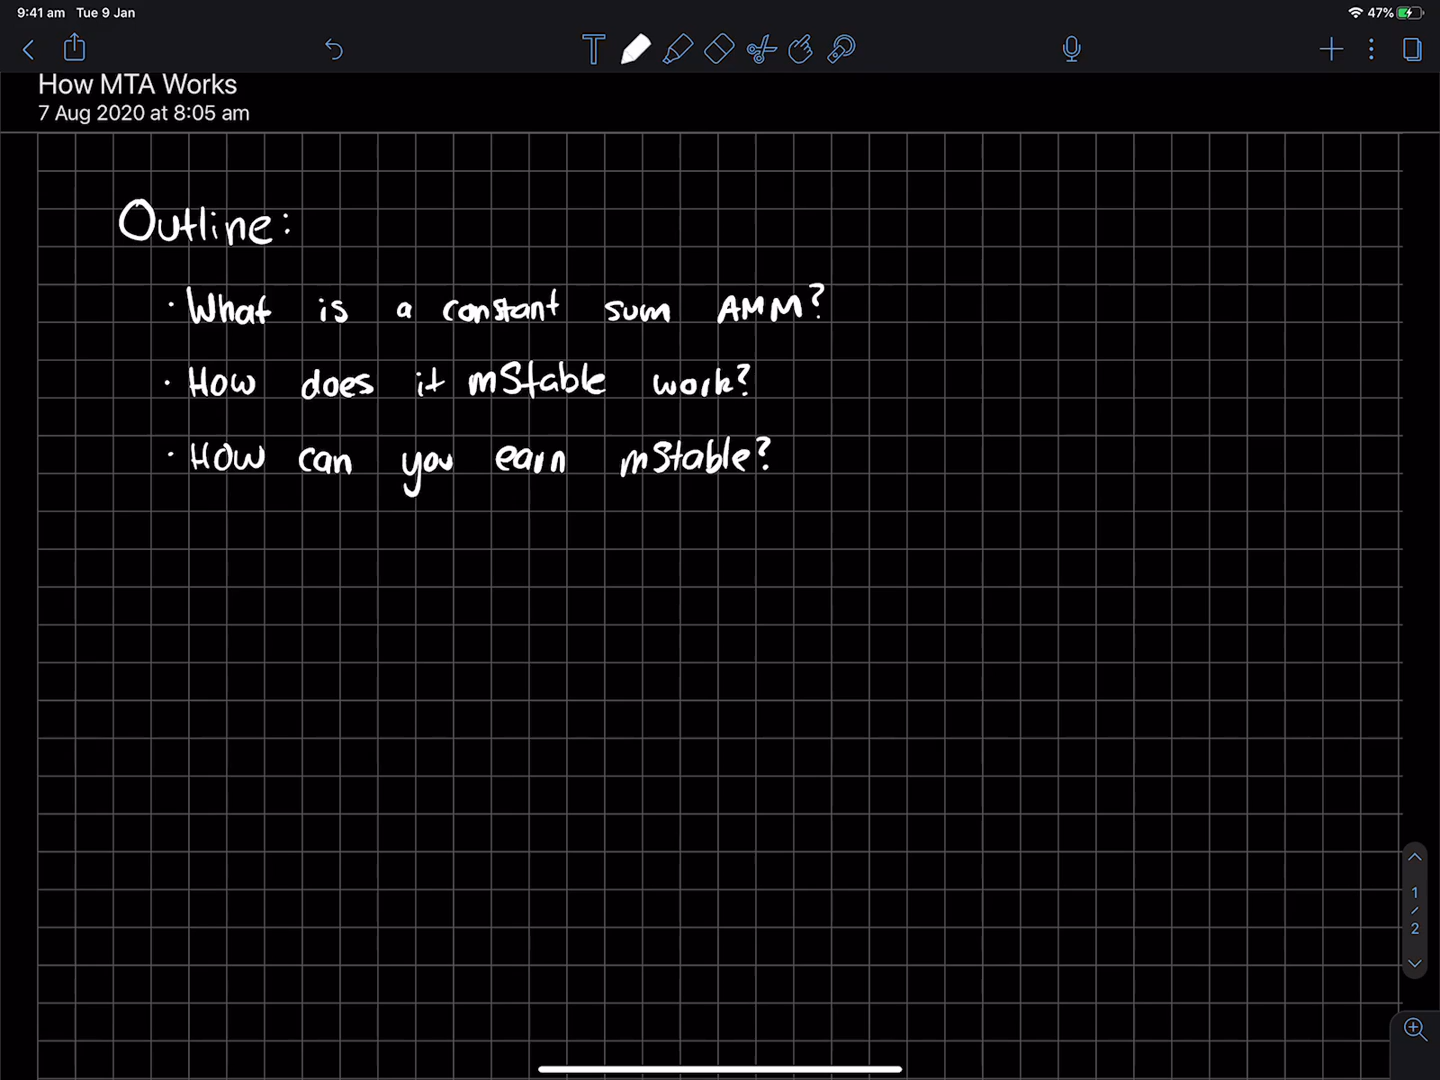 9:41 am Tue 9 Jan 47%
How MTA Works
7 Aug 2020 at 8:05 am
Outline:
· What is a constant sum AMM?
· How does it mStable work?
· How can you earn mStable?
1
/
2